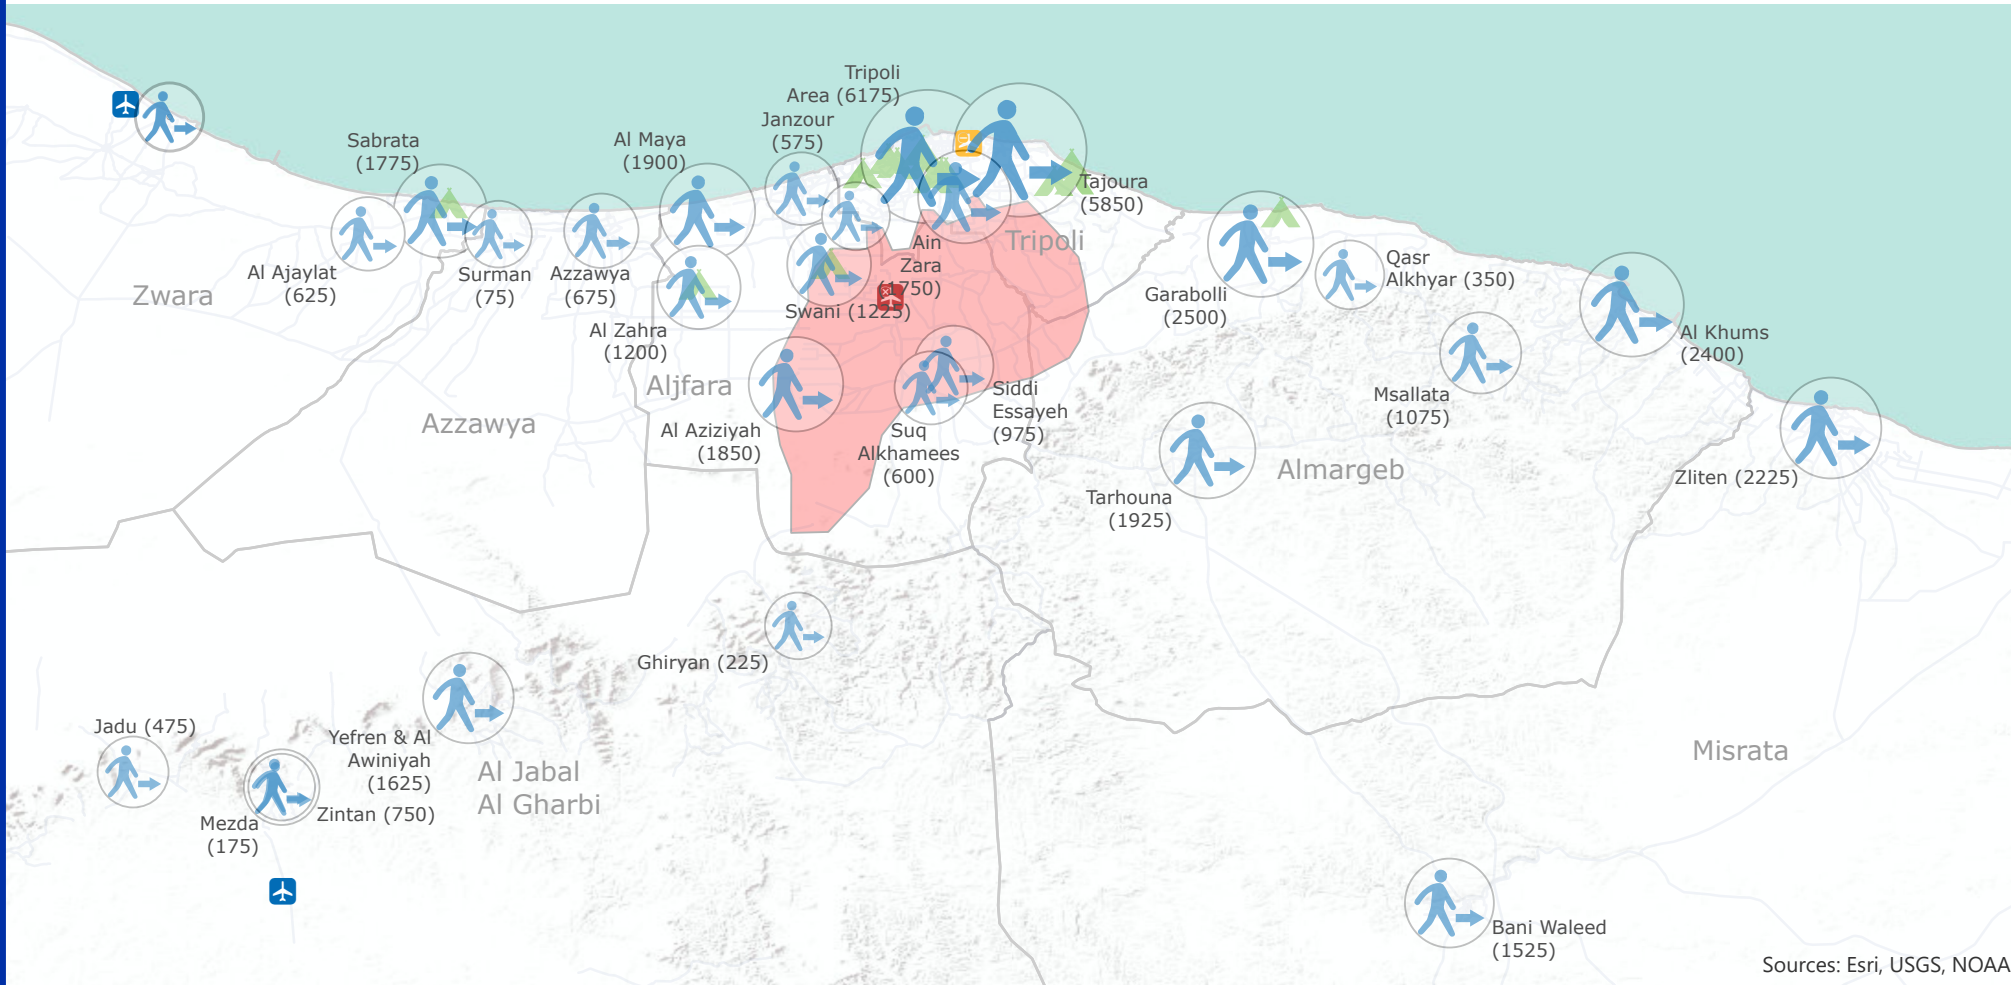 Tripoli
Area (6175)
Janzour
(575)
Al Maya
(1900)
Sabrata
(1775)
Tajoura
(5850)
Tripoli
Ain
Zara
(1750)
Swani (1225)
Al Ajaylat
(625)
Surman
(75)
Azzawya
(675)
Zwara
Al Zahra
(1200)
Garabolli
(2500)
Qasr
Alkhyar (350)
Al Khums
(2400)
Msallata
(1075)
Aljfara
Azzawya
Al Aziziyah
(1850)
Suq
Alkhamees
(600)
Siddi
Essayeh
(975)
Almargeb
Tarhouna
(1925)
Zliten (2225)
Ghiryan (225)
Jadu (475)
Yefren & Al
Awiniyah
(1625)
Zintan (750)
Mezda
(175)
Al Jabal
Al Gharbi
Misrata
Bani Waleed
(1525)
Sources: Esri, USGS, NOAA